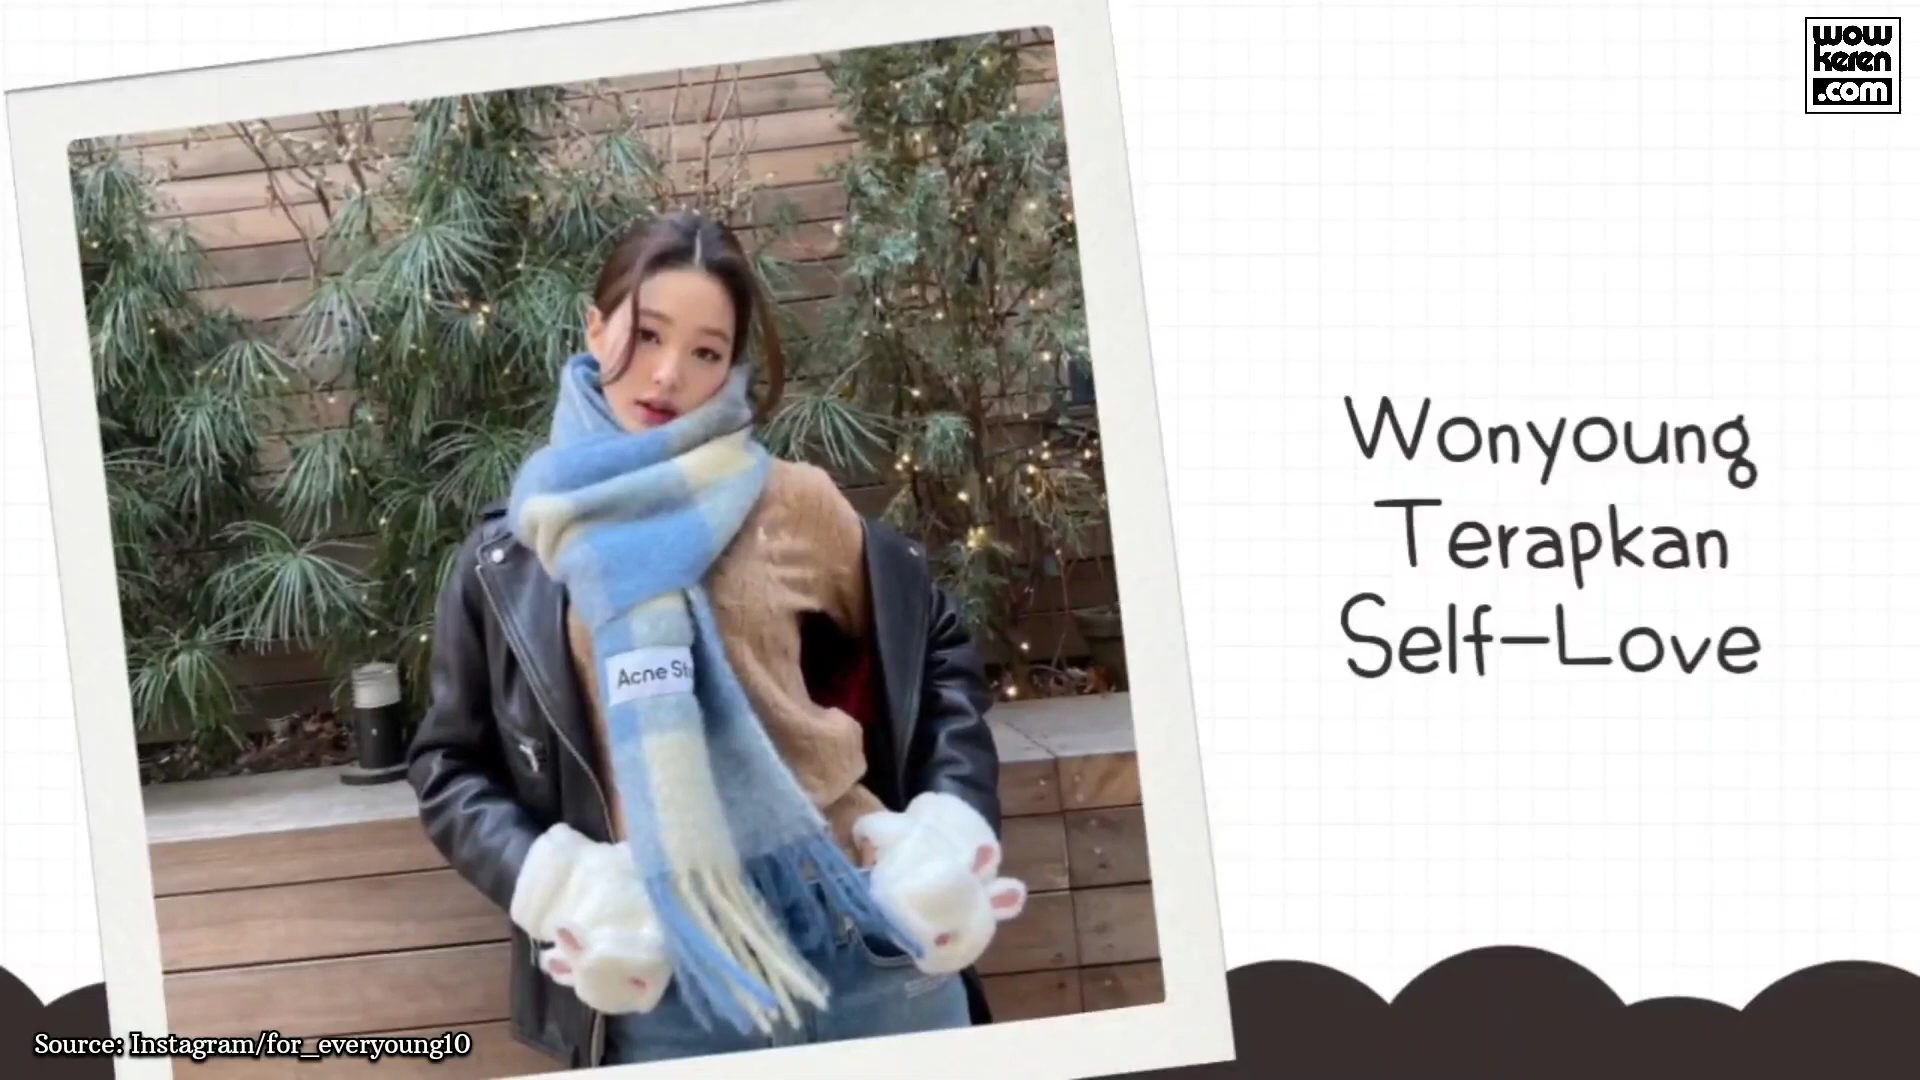 wow
keren
.com
Wonyoung
Terapkan
Self-Love
Acne St
Source: Instagram/for_everyoung10